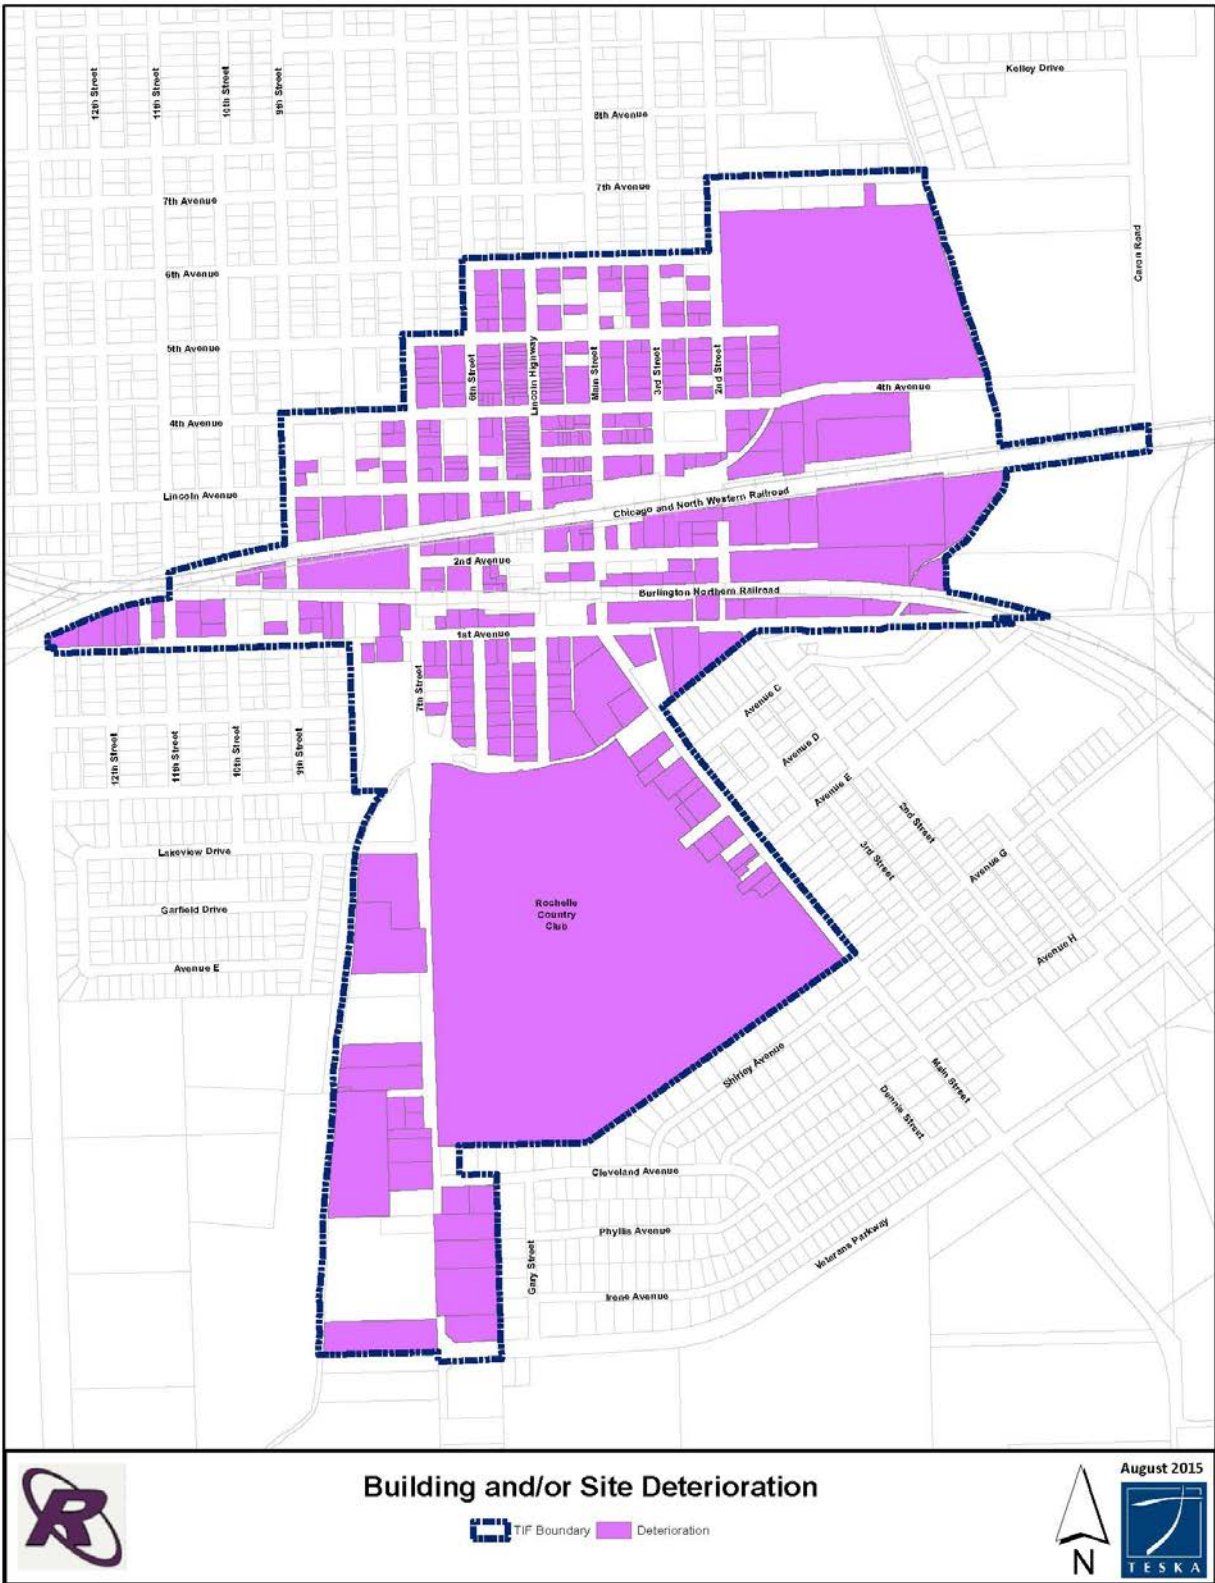 Kelley Drive
12th Street
11th Street
10th Street
9th Street
8th Avenue
7th Avenue
7th Avenue
Caron Road
6th Avenue
5th Avenue
6th Street
Lincoln Highway
Main Street
3rd Street
2nd Street
4th Avenue
4th Avenue
Lincoln Avenue
Chicago and North Western Railroad
2nd Avenue
Burlington Northern Railroad
1st Avenue
7th Street
Avenue C
12th Street
11th Street
10th Street
9th Street
Avenue D
Avenue E
2nd Street
3rd Street
Avenue G
Lakeview Drive
Garfield Drive
Rochelle
Country
Club
Avenue H
Avenue E
Shirley Avenue
Main Street
Dennis Street
Cleveland Avenue
Phyllis Avenue
Veterans Parkway
Gary Street
Irene Avenue
R
Building and/or Site Deterioration
TIF Boundary
Deterioration
N
August 2015
TESKA